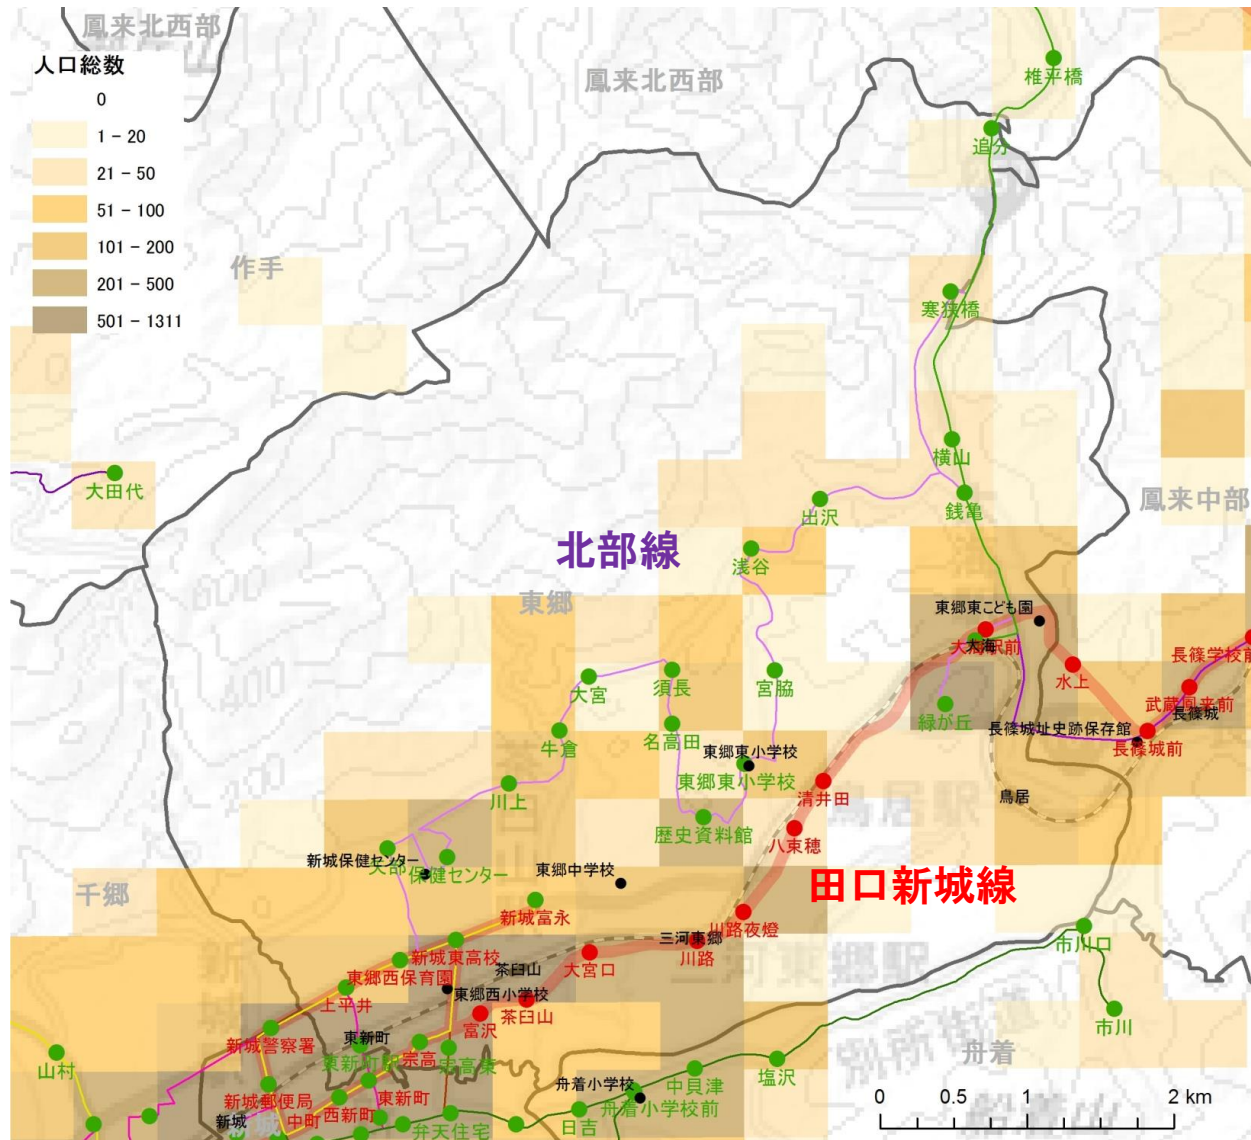 鳳来北西部
人口総数
0
1 - 20
21 - 50
51 - 100
101 - 200
201 - 500
501 - 1311
鳳来北西部
椎平橋
追分
作手
寒狭橋
大田代
横山
銭亀
出沢
鳳来中部
北部線
浅谷
東郷
東郷東こども園
大海駅前
大海
水上
長篠学校前
武蔵鳳来前
長篠城
長篠城址史跡保存館
長篠城前
緑が丘
鳥居
大宮
須長
宮脇
牛倉
名高田
東郷東小学校
東郷東小学校
清井田
川上
歴史資料館
八束穂
新城保健センター
保健センター
東郷中学校
田口新城線
千郷
新城富永
川路夜燈
新城東高校
三河東郷
川路
大宮口
茶臼山
東郷西保育園
東郷西小学校
上平井
茶臼山
富沢
市川口
市川
新城警察署
東新町
宗高
宗高東
山村
舟着
塩沢
中貝津
舟着小学校
舟着小学校前
新城郵便局
東新町
西新町
中町
新城
弁天住宅
日吉
0 0.5 1 2 km